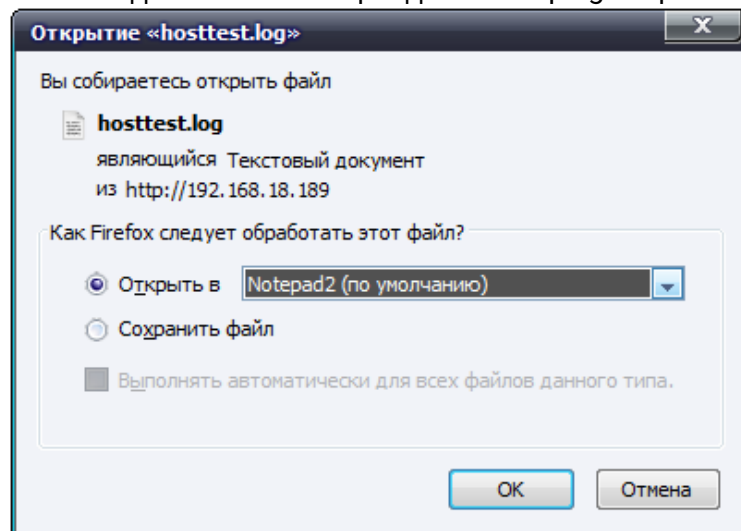 Открытие «hosttest.log»
X
Вы собираетесь открыть файл
hosttest.log
являющийся Текстовый документ
из http://192.168.18.189
Как Firefox следует обработать этот файл?
Открыть в Notepad2 (по умолчанию)
Сохранить файл
Выполнять автоматически для всех файлов данного типа.
OK Отмена